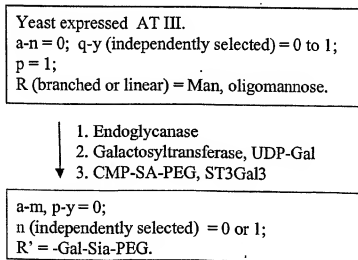 Yeast expressed AT III.
a-n = 0;  q-y (independently selected) = 0 to 1;
p = 1;
R (branched or linear) = Man, oligomannose.
1. Endoglycanase
2. Galactosyltransferase, UDP-Gal
3. CMP-SA-PEG, ST3Gal3
a-m, p-y = 0;
n (independently selected) = 0 or 1;
R' = -Gal-Sia-PEG.